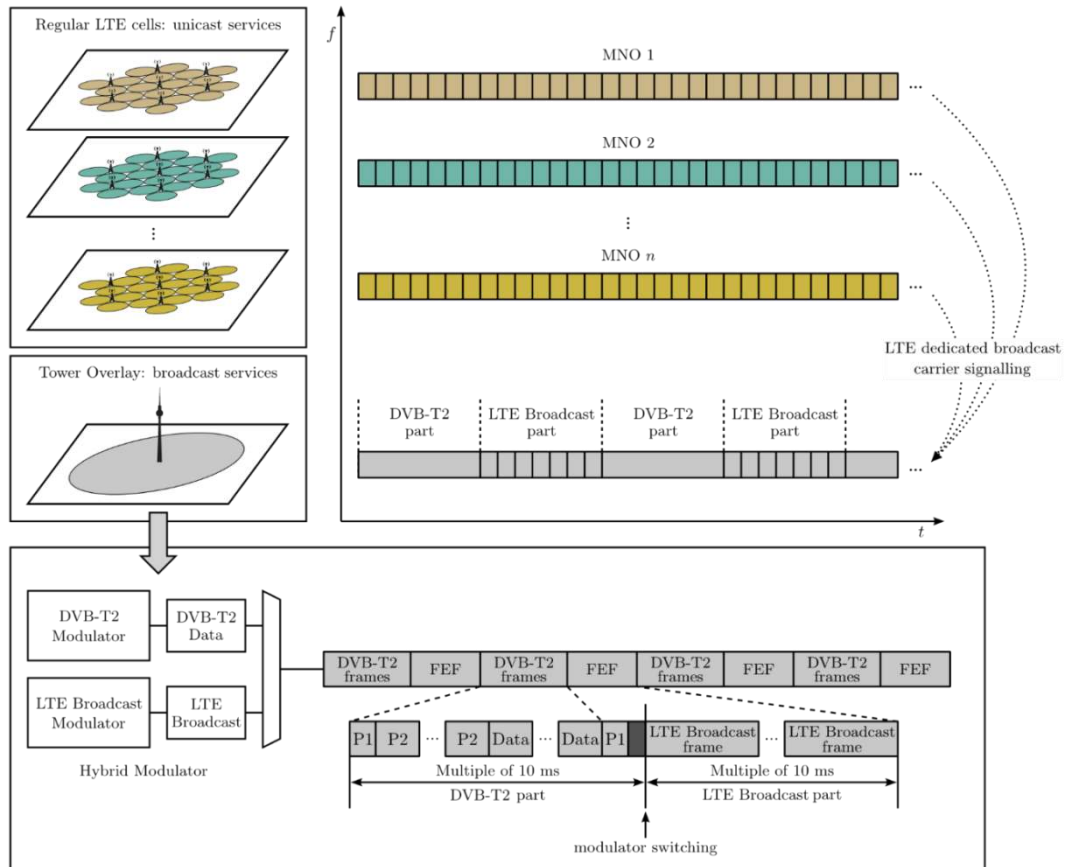 Regular LTE cells: unicast services
⋮
Tower Overlay: broadcast services
f
MNO 1
...
MNO 2
...
⋮
MNO n
...
LTE dedicated broadcast
carrier signalling
DVB-T2
part
LTE Broadcast
part
DVB-T2
part
LTE Broadcast
part
...
t
DVB-T2
Modulator
DVB-T2
Data
LTE Broadcast
Modulator
LTE
Broadcast
Hybrid Modulator
DVB-T2
frames
FEF
DVB-T2
frames
FEF
DVB-T2
frames
FEF
DVB-T2
frames
FEF
P1
P2
...
P2
Data
...
Data
P1
LTE Broadcast
frame
...
LTE Broadcast
frame
Multiple of 10 ms
DVB-T2 part
Multiple of 10 ms
LTE Broadcast part
modulator switching